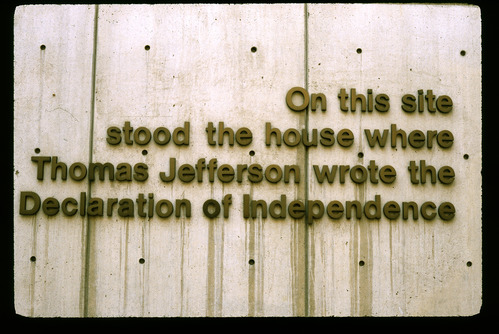 On this site
stood the house where
Thomas Jefferson wrote the
Declaration of Independence